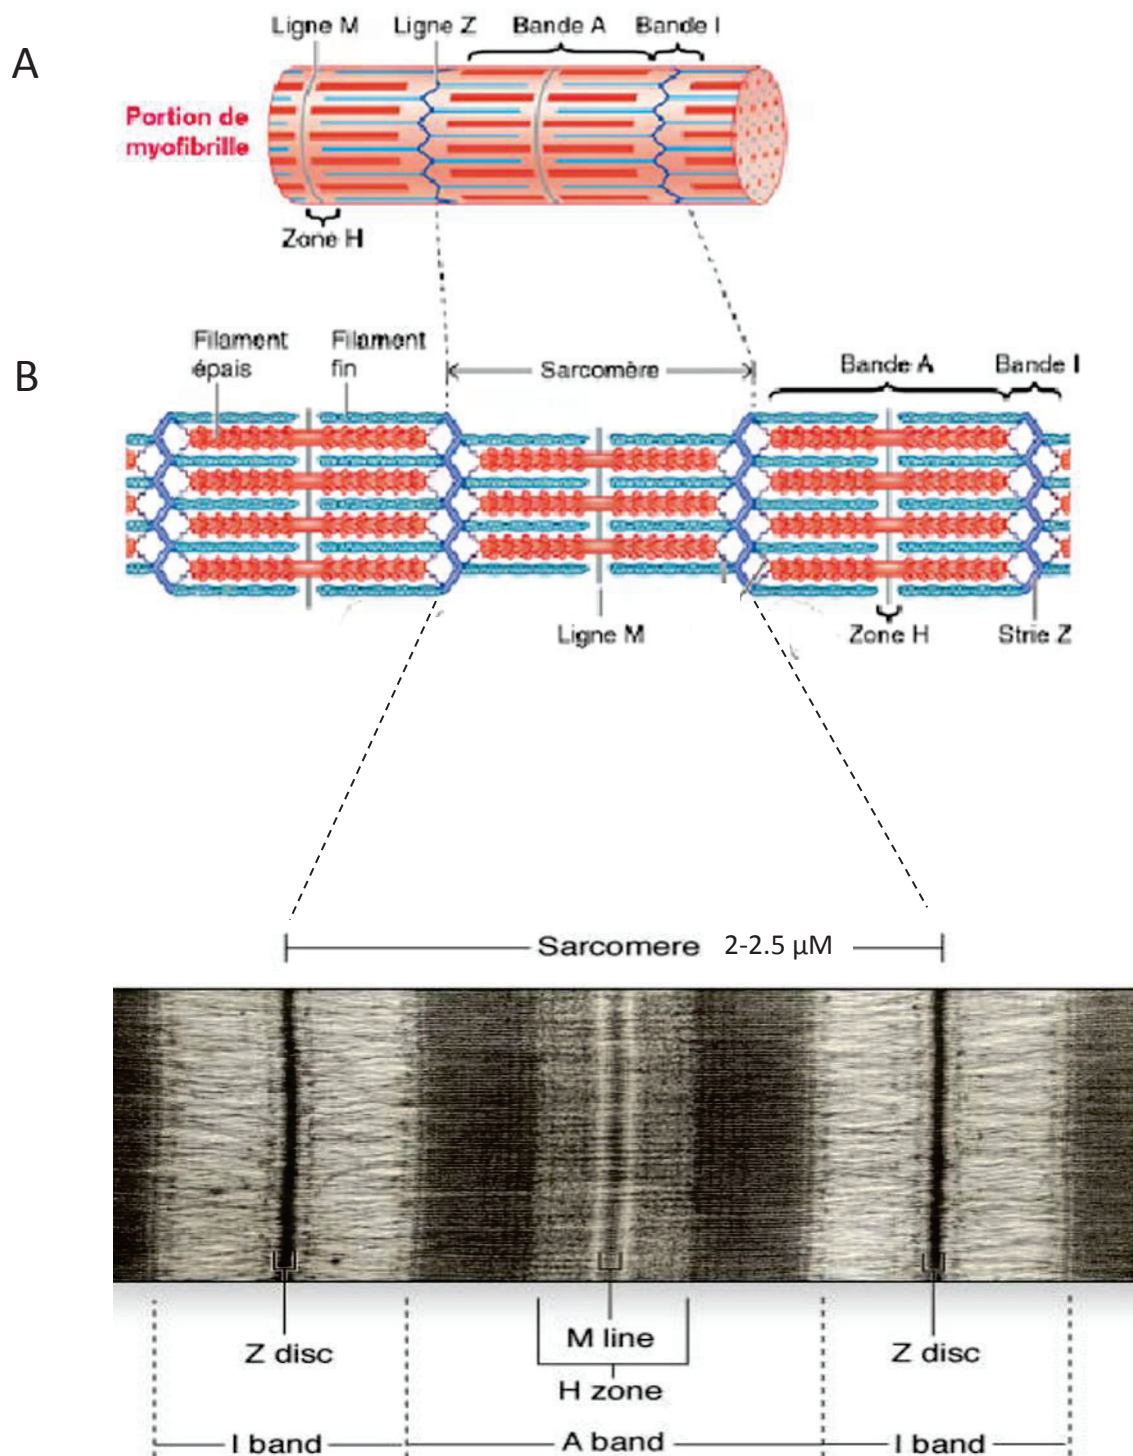 A
Ligne M Ligne Z Bande A Bande I
Portion de
myofibrille
Zone H
B
Filament
épais
Filament
fin
Sarcomère
Bande A Bande I
Ligne M Zone H Strie Z
Sarcomere 2-2.5 µM
Z disc M line Z disc
H zone
I band A band I band